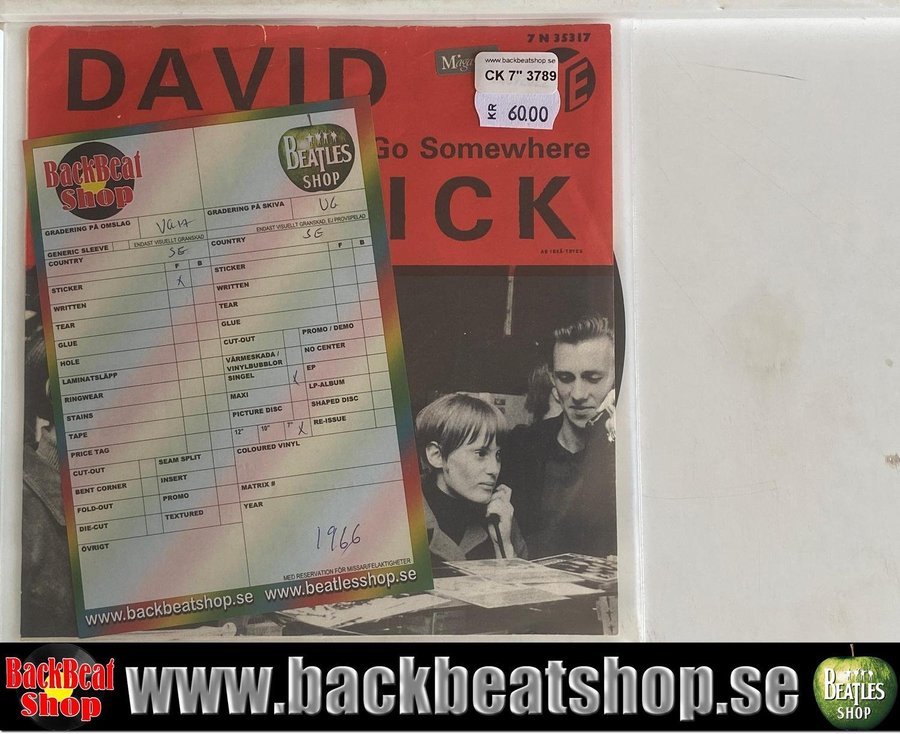 7 N 35317
DAVID
Maga
www.backbeatshop.se
CK 7" 3789
KR 60.00
E
Go Somewhere
ICK
BackBeat
Shop
BEATLES
SHOP
GRADERING PÅ OMSLAG
VG+
GRADERING PÅ SKIVA
VG
GENERIC SLEEVE
ENDAST VISUELLT GRANSKAD
ENDAST VISUELLT GRANSKAD, EJ PROVSPELAD
COUNTRY SE
COUNTRY SE
F B
F B
STICKER X
STICKER
WRITTEN
WRITTEN
TEAR
TEAR
GLUE
GLUE
HOLE
CUT-OUT
PROMO / DEMO
LAMINATSLÄPP
VÄRMESKADA /
VINYLBUBBLOR
NO CENTER
RINGWEAR
SINGEL X
EP
STAINS
MAXI
LP-ALBUM
TAPE
PICTURE DISC
SHAPED DISC
PRICE TAG
12" 10" 7" X
RE-ISSUE
CUT-OUT
SEAM SPLIT
COLOURED VINYL
BENT CORNER
INSERT
FOLD-OUT
PROMO
MATRIX #
DIE-CUT
TEXTURED
YEAR
ÖVRIGT
1966
MED RESERVATION FÖR MISSAR/FELAKTIGHETER.
www.backbeatshop.se www.beatlesshop.se
BackBeat
Shop
www.backbeatshop.se
BEATLES
SHOP